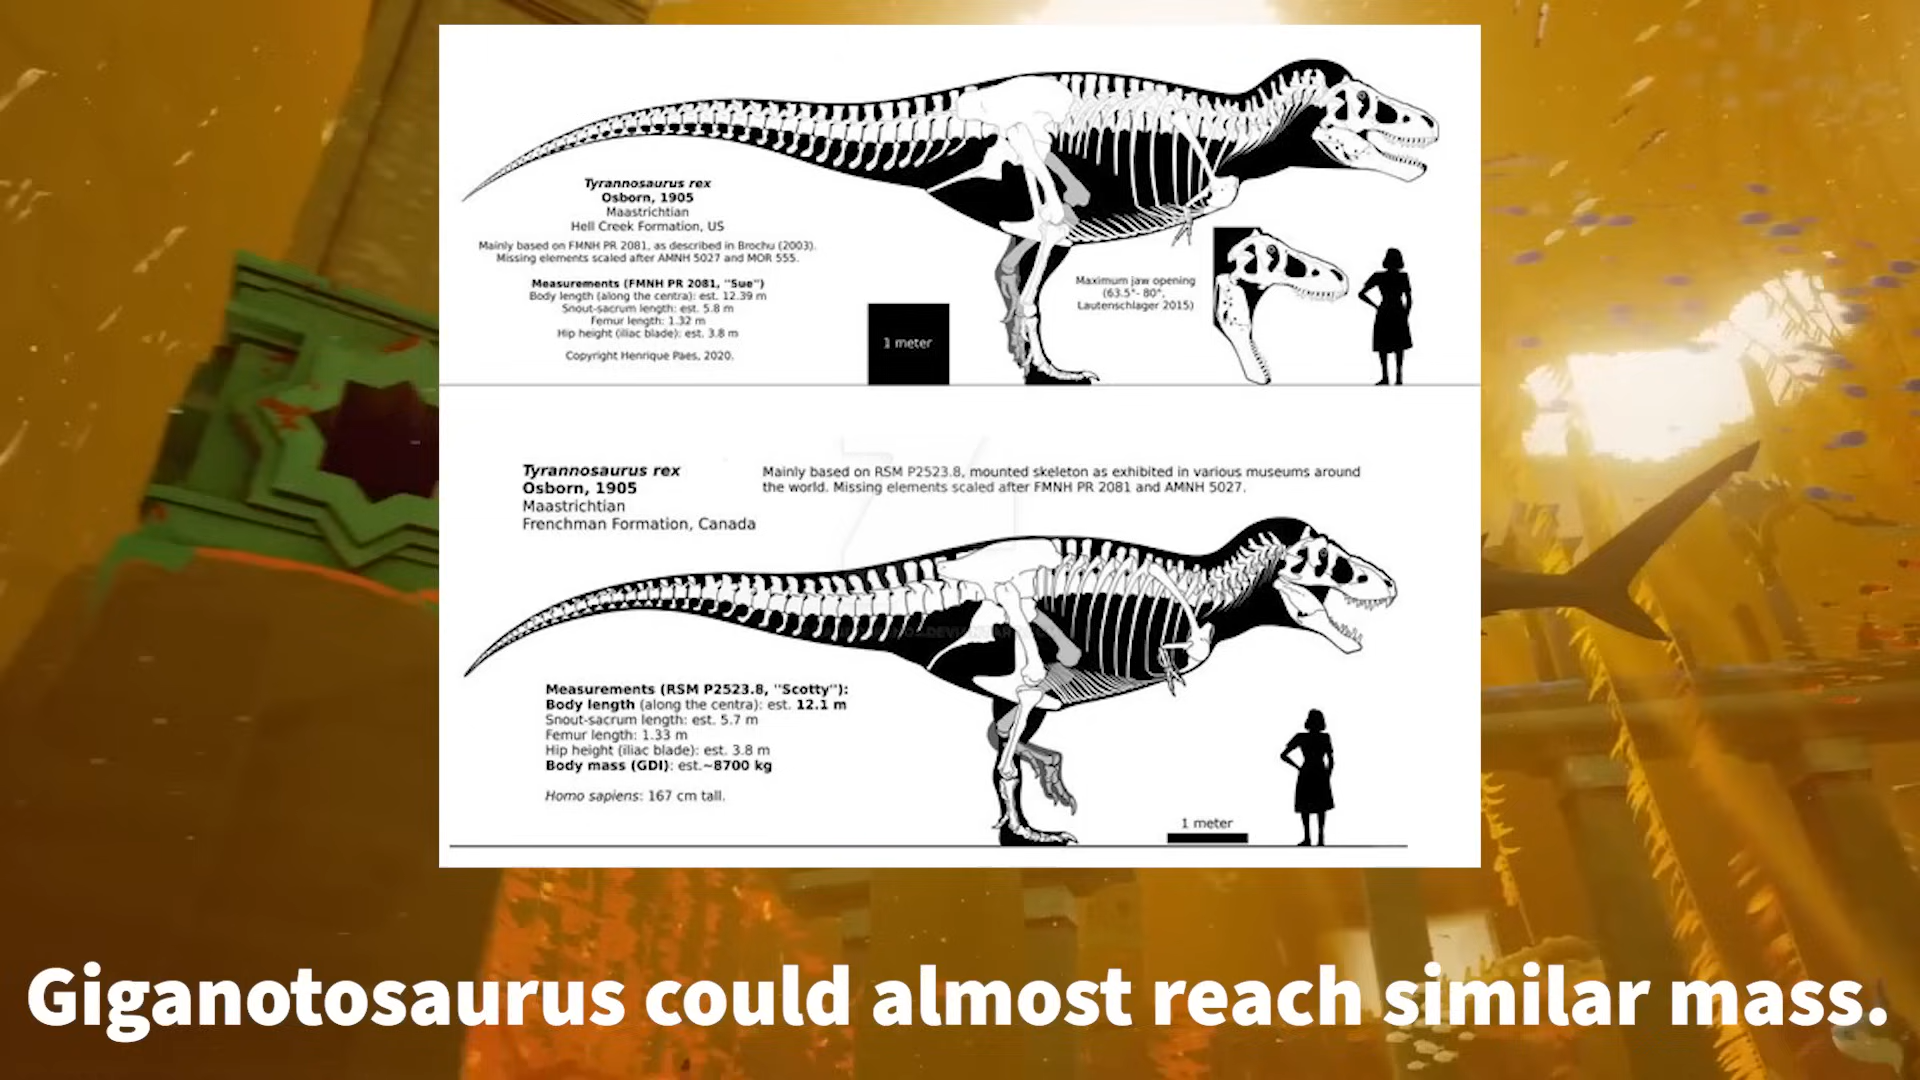 Tyrannosaurus rex
Osborn, 1905
Maastrichtian
Hell Creek Formation, US
Mainly based on FMNH PR 2081, as described in Brochu (2003).
Missing elements scaled after AMNH 5027 and MOR 555.
Measurements (FMNH PR 2081, "Sue")
Body length (along the centra): est. 12.39 m
Snout-sacrum length: est. 5.8 m
Femur length: 1.32 m
Hip height (iliac blade): est. 3.8 m
Copyright Henrique Paes, 2020.
1 meter
Maximum jaw opening
(63.5°- 80°,
Lautenschlager 2015)
Tyrannosaurus rex
Osborn, 1905
Maastrichtian
Frenchman Formation, Canada
Mainly based on RSM P2523.8, mounted skeleton as exhibited in various museums around
the world. Missing elements scaled after FMNH PR 2081 and AMNH 5027.
Measurements (RSM P2523.8, "Scotty"):
Body length (along the centra): est. 12.1 m
Snout-sacrum length: est. 5.7 m
Femur length: 1.33 m
Hip height (iliac blade): est. 3.8 m
Body mass (GDI): est.~8700 kg
Homo sapiens: 167 cm tall.
1 meter
Giganotosaurus could almost reach similar mass.